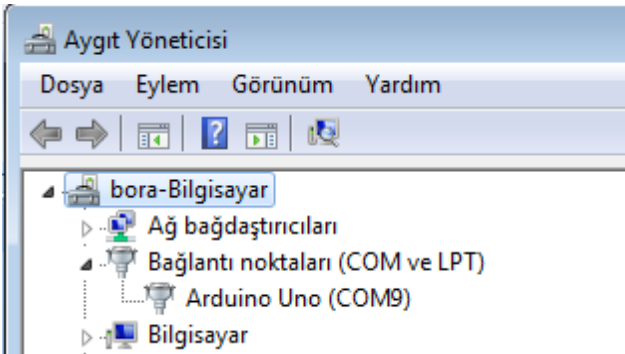 Aygıt Yöneticisi
Dosya Eylem Görünüm Yardım
bora-Bilgisayar
Ağ bağdaştırıcıları
Bağlantı noktaları (COM ve LPT)
Arduino Uno (COM9)
Bilgisayar